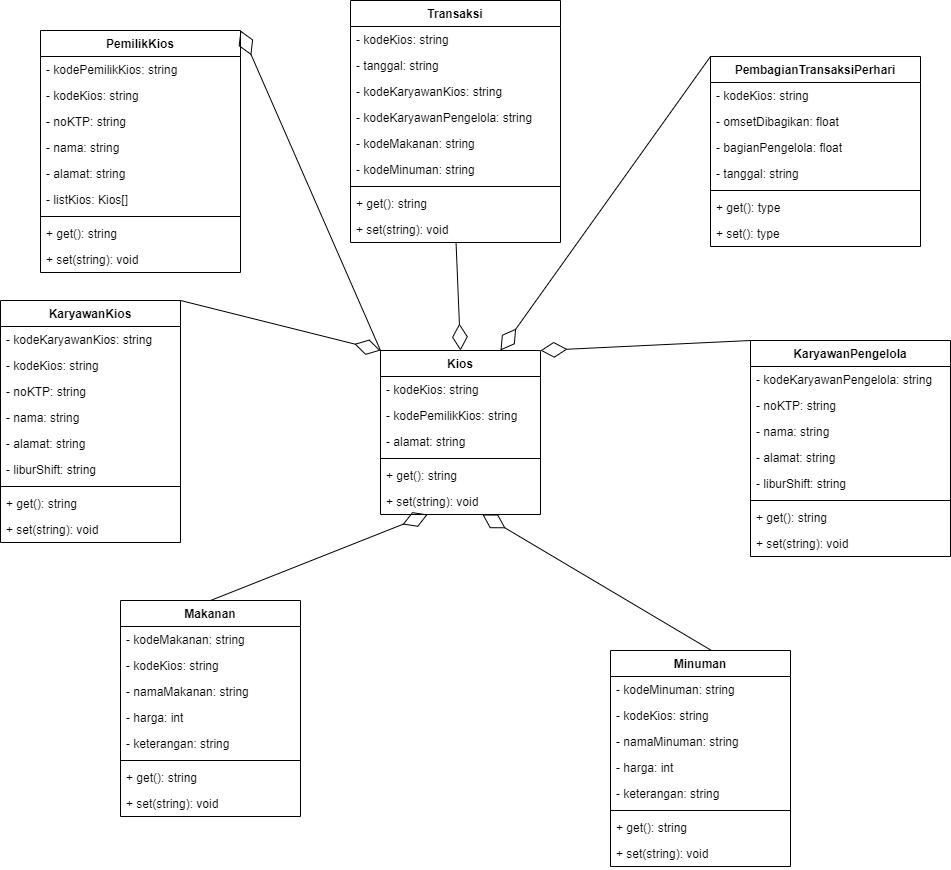 Transaksi
- kodeKios: string
- tanggal: string
- kodeKaryawanKios: string
- kodeKaryawanPengelola: string
- kodeMakanan: string
- kodeMinuman: string
+ get(): string
+ set(string): void
PemilikKios
- kodePemilikKios: string
- kodeKios: string
- noKTP: string
- nama: string
- alamat: string
- listKios: Kios[]
+ get(): string
+ set(string): void
PembagianTransaksiPerhari
- kodeKios: string
- omsetDibagikan: float
- bagianPengelola: float
- tanggal: string
+ get(): type
+ set(): type
KaryawanKios
- kodeKaryawanKios: string
- kodeKios: string
- noKTP: string
- nama: string
- alamat: string
- liburShift: string
+ get(): string
+ set(string): void
Kios
- kodeKios: string
- kodePemilikKios: string
- alamat: string
+ get(): string
+ set(string): void
KaryawanPengelola
- kodeKaryawanPengelola: string
- noKTP: string
- nama: string
- alamat: string
- liburShift: string
+ get(): string
+ set(string): void
Makanan
- kodeMakanan: string
- kodeKios: string
- namaMakanan: string
- harga: int
- keterangan: string
+ get(): string
+ set(string): void
Minuman
- kodeMinuman: string
- kodeKios: string
- namaMinuman: string
- harga: int
- keterangan: string
+ get(): string
+ set(string): void